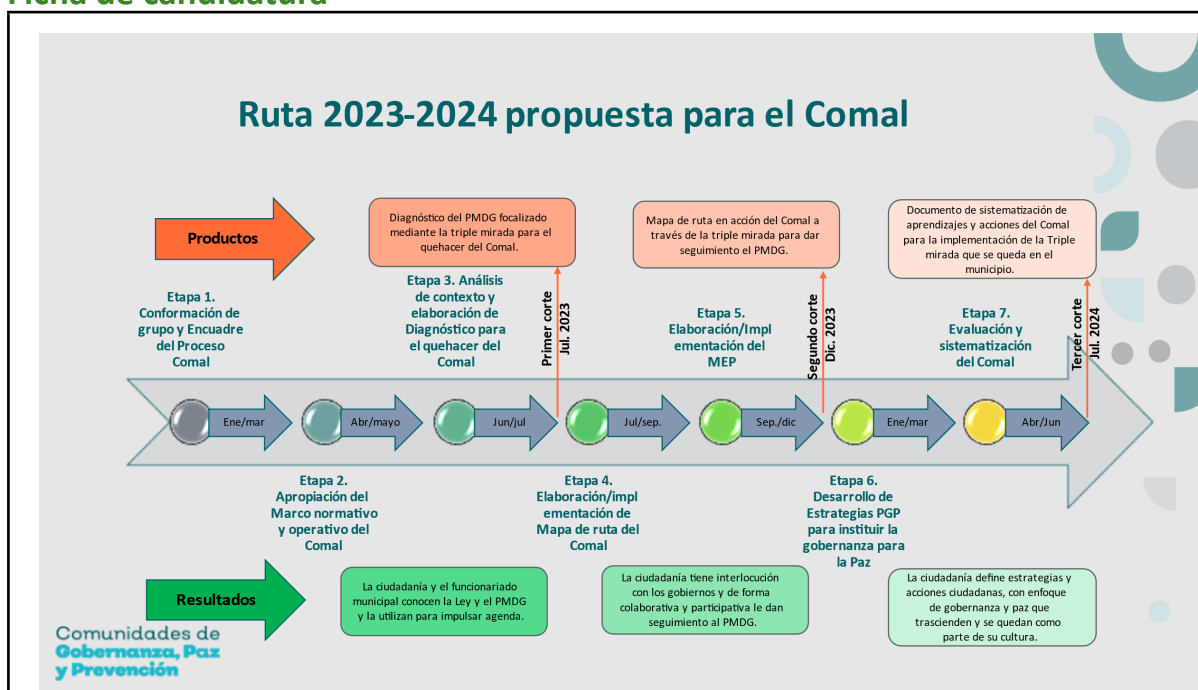 Ficha de candidatura
Ruta 2023-2024 propuesta para el Comal
Productos
Diagnóstico del PMDG focalizado
mediante la triple mirada para el
quehacer del Comal.
Mapa de ruta en acción del Comal a
través de la triple mirada para dar
seguimiento el PMDG.
Documento de sistematización de
aprendizajes y acciones del Comal
para la implementación de la Triple
mirada que se queda en el
municipio.
Etapa 1.
Conformación de
grupo y Encuadre
del Proceso
Comal
Etapa 3. Análisis
de contexto y
elaboración de
Diagnóstico para
el quehacer del
Comal
Primer corte
Jul. 2023
Etapa 5.
Elaboración/Impl
ementación del
MEP
Segundo corte
Dic. 2023
Etapa 7.
Evaluación y
sistematización
del Comal
Tercer corte
Jul. 2024
Ene/mar
Abr/mayo
Jun/jul
Jul/sep.
Sep./dic
Ene/mar
Abr/Jun
Etapa 2.
Apropiación del
Marco normativo
y operativo del
Comal
Etapa 4.
Elaboración/impl
ementación de
Mapa de ruta del
Comal
Etapa 6.
Desarrollo de
Estrategias PGP
para instituir la
gobernanza para
la Paz
Resultados
La ciudadanía y el funcionariado
municipal conocen la Ley y el PMDG
y la utilizan para impulsar agenda.
La ciudadanía tiene interlocución
con los gobiernos y de forma
colaborativa y participativa le dan
seguimiento al PMDG.
La ciudadanía define estrategias y
acciones ciudadanas, con enfoque
de gobernanza y paz que
trascienden y se quedan como
parte de su cultura.
Comunidades de
Gobernanza, Paz
y Prevención